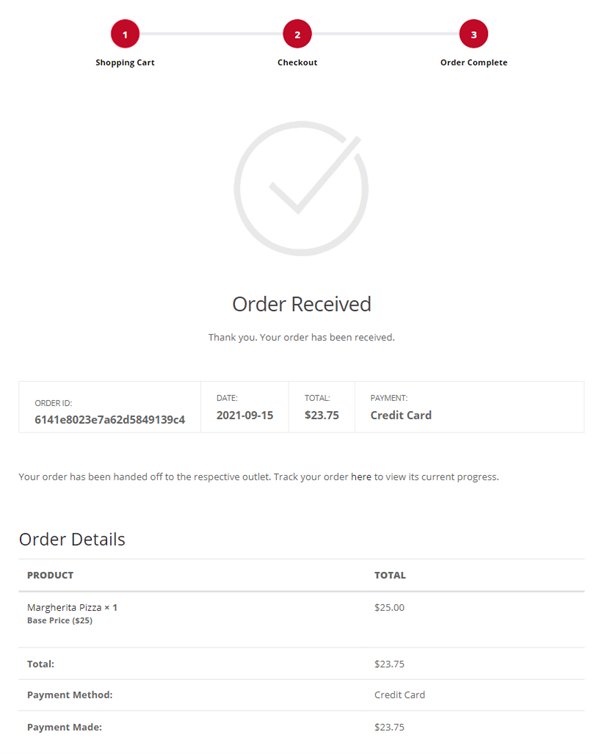 1
2
3
Shopping Cart
Checkout
Order Complete
Order Received
Thank you. Your order has been received.
ORDER ID:
6141e8023e7a62d5849139c4
DATE:
2021-09-15
TOTAL:
$23.75
PAYMENT:
Credit Card
Your order has been handed off to the respective outlet. Track your order here to view its current progress.
Order Details
PRODUCT TOTAL
Margherita Pizza × 1 $25.00
Base Price ($25)
Total: $23.75
Payment Method: Credit Card
Payment Made: $23.75